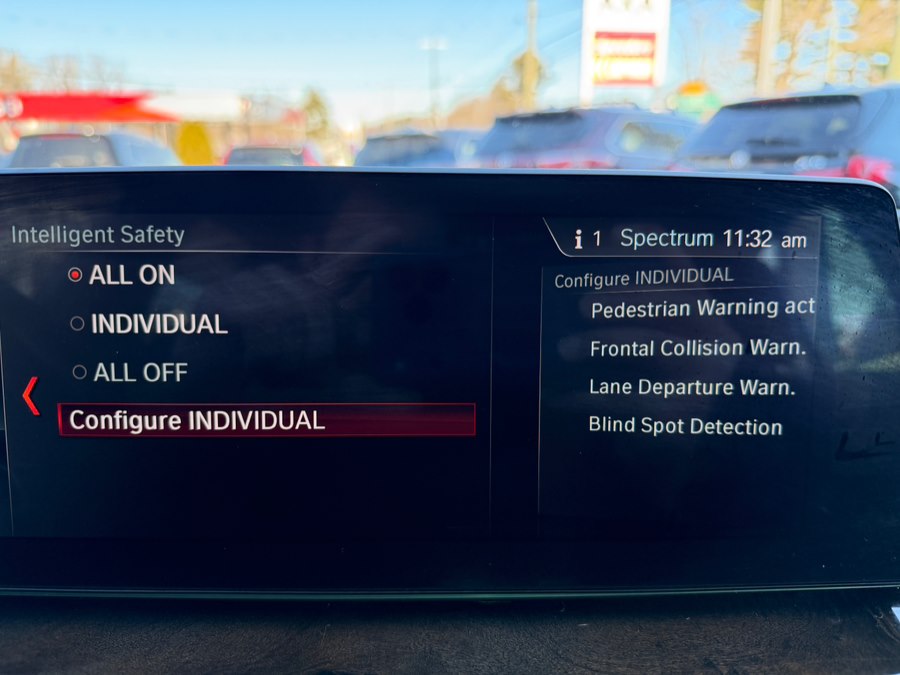 Intelligent Safety
ALL ON
INDIVIDUAL
ALL OFF
Configure INDIVIDUAL
i 1 Spectrum 11:32 am
Configure INDIVIDUAL
Pedestrian Warning act
Frontal Collision Warn.
Lane Departure Warn.
Blind Spot Detection